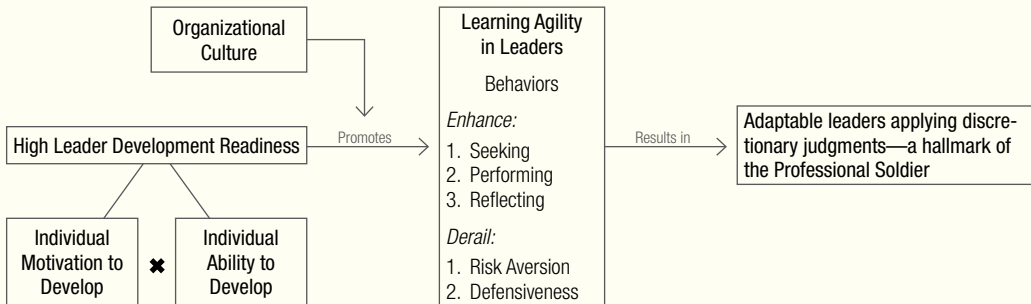 Organizational
Culture
High Leader Development Readiness
Individual
Motivation to
Develop
✖
Individual
Ability to
Develop
Promotes
Learning Agility
in Leaders
Behaviors
Enhance:
1. Seeking
2. Performing
3. Reflecting
Derail:
1. Risk Aversion
2. Defensiveness
Results in
Adaptable leaders applying discre-
tionary judgments—a hallmark of
the Professional Soldier